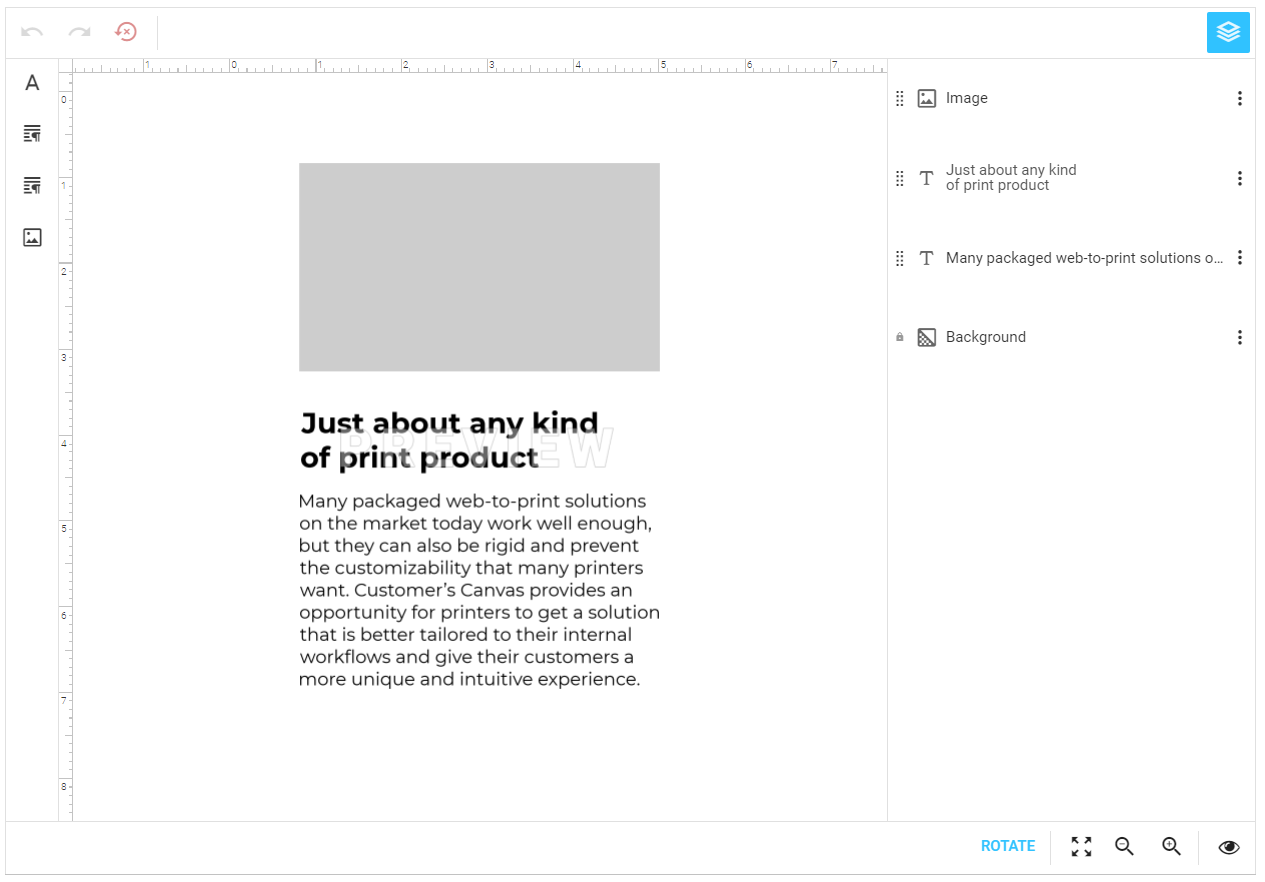 1 0 1 2 3 4 5 6 7
A
0
1
2
3
4
5
6
7
8
Just about any kind
of print product
PREVIEW
Many packaged web-to-print solutions
on the market today work well enough,
but they can also be rigid and prevent
the customizability that many printers
want. Customer’s Canvas provides an
opportunity for printers to get a solution
that is better tailored to their internal
workflows and give their customers a
more unique and intuitive experience.
Image
T Just about any kind
of print product
T Many packaged web-to-print solutions o...
Background
ROTATE